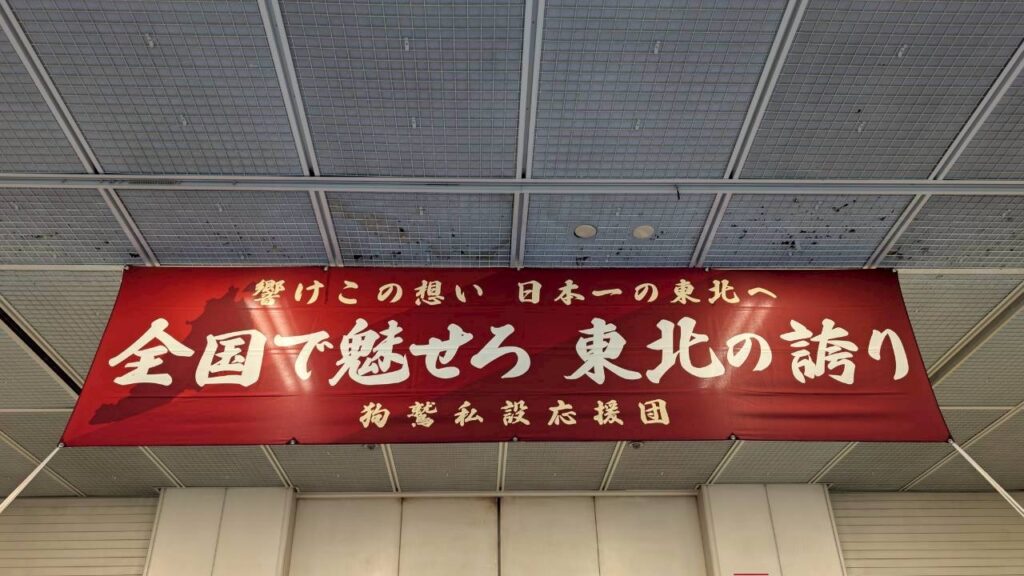 響けこの想い 日本一の東北へ
全国で魅せろ 東北の誇り
狗鷲私設応援団